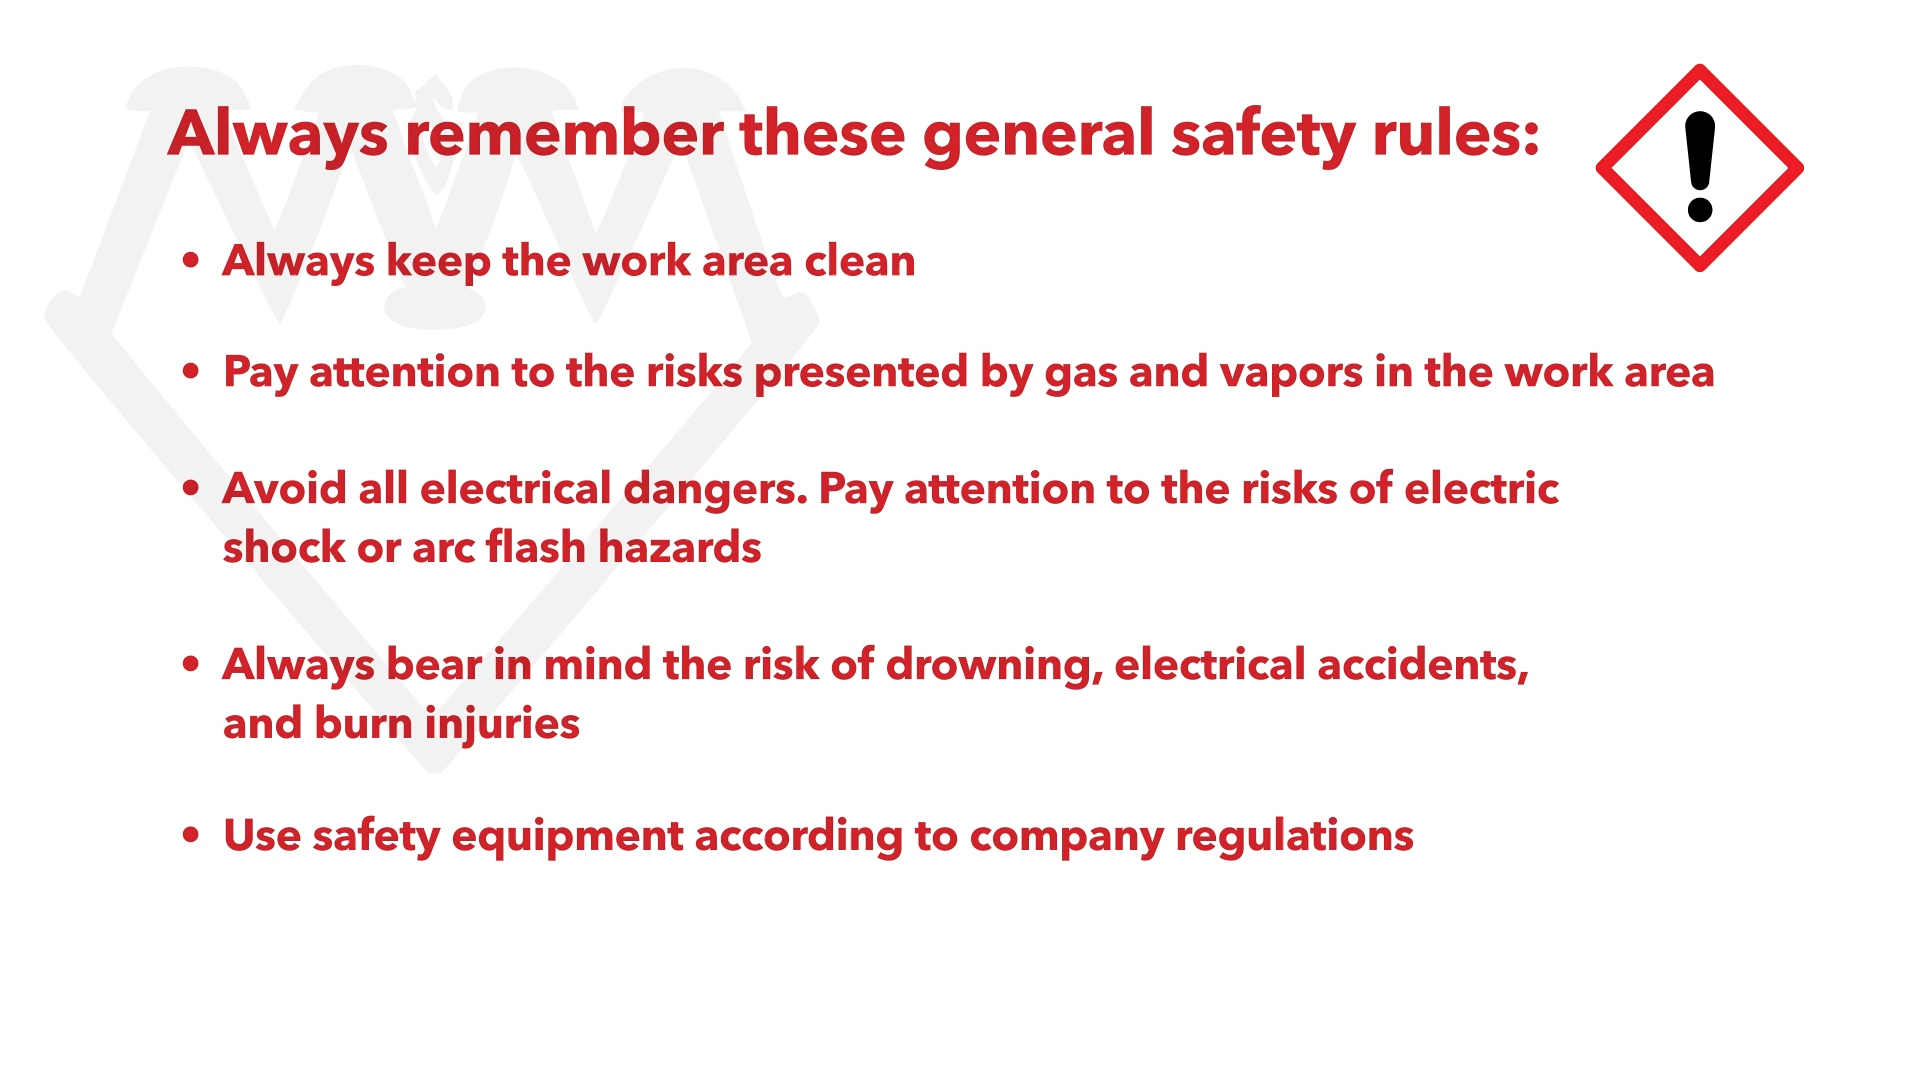 Always remember these general safety rules:
• Always keep the work area clean
• Pay attention to the risks presented by gas and vapors in the work area
• Avoid all electrical dangers. Pay attention to the risks of electric
shock or arc flash hazards
• Always bear in mind the risk of drowning, electrical accidents,
and burn injuries
• Use safety equipment according to company regulations